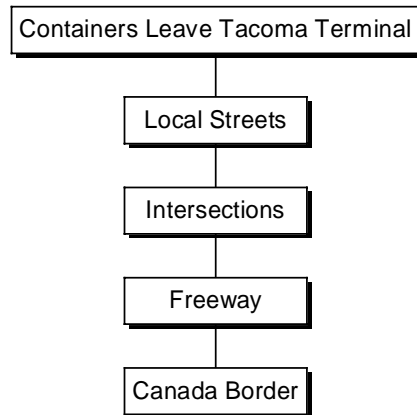 Containers Leave Tacoma Terminal
Local Streets
Intersections
Freeway
Canada Border